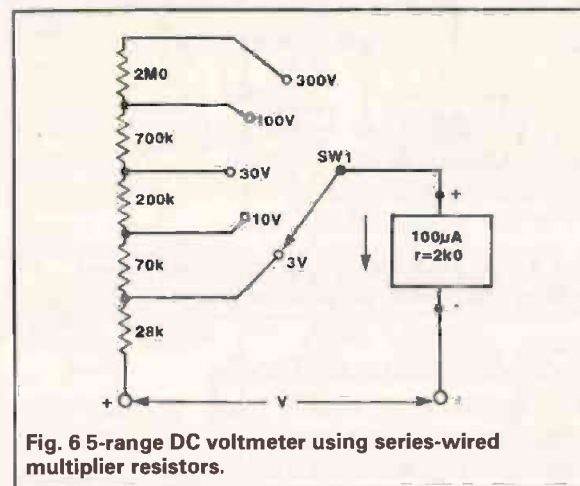 2M0
300V
100V
700k
SW1
30V
200k
+
10V
100µA
r=2k0
70k
3V
-
28k
+
V
Fig. 6 5-range DC voltmeter using series-wired
multiplier resistors.